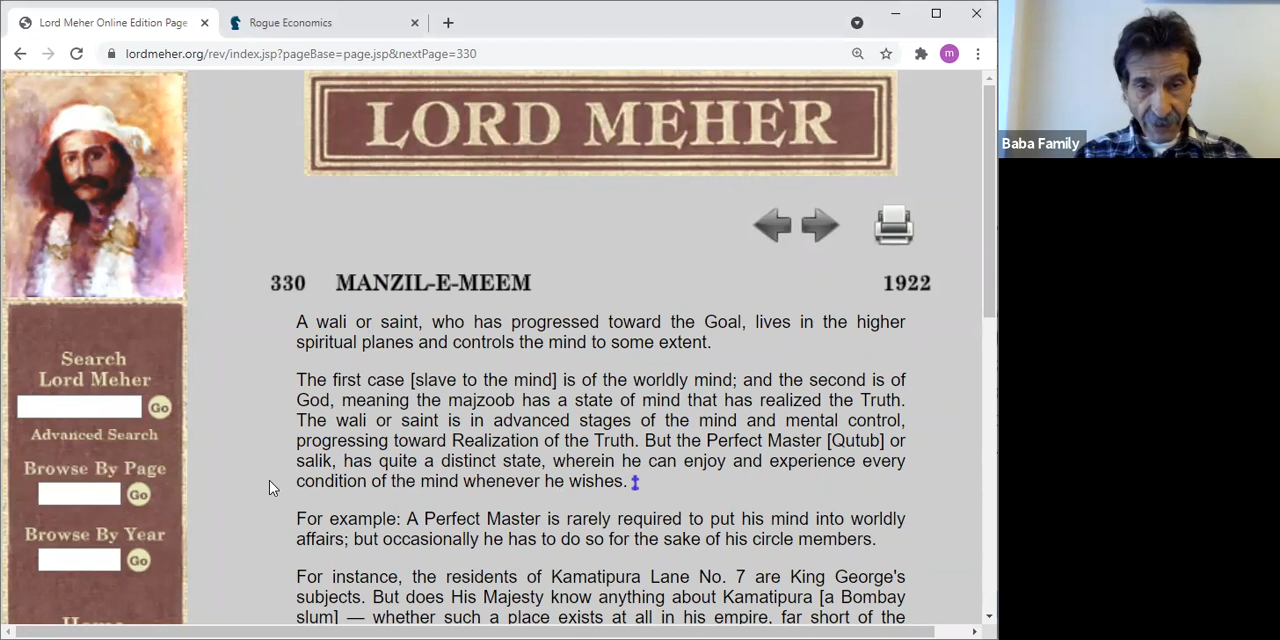 Lord Meher Online Edition Page
Rogue Economics
lordmeher.org/rev/index.jsp?pageBase=page.jsp&nextPage=330
m
LORD MEHER
Baba Family
330 MANZIL-E-MEEM 1922
A wali or saint, who has progressed toward the Goal, lives in the higher
spiritual planes and controls the mind to some extent.
The first case [slave to the mind] is of the worldly mind; and the second is of
God, meaning the majzoob has a state of mind that has realized the Truth.
The wali or saint is in advanced stages of the mind and mental control,
progressing toward Realization of the Truth. But the Perfect Master [Qutub] or
salik, has quite a distinct state, wherein he can enjoy and experience every
condition of the mind whenever he wishes.
For example: A Perfect Master is rarely required to put his mind into worldly
affairs; but occasionally he has to do so for the sake of his circle members.
For instance, the residents of Kamatipura Lane No. 7 are King George's
subjects. But does His Majesty know anything about Kamatipura [a Bombay
slum] — whether such a place exists at all in his empire, far short of the
Search
Lord Meher
Go
Advanced Search
Browse By Page
Go
Browse By Year
Go
Home